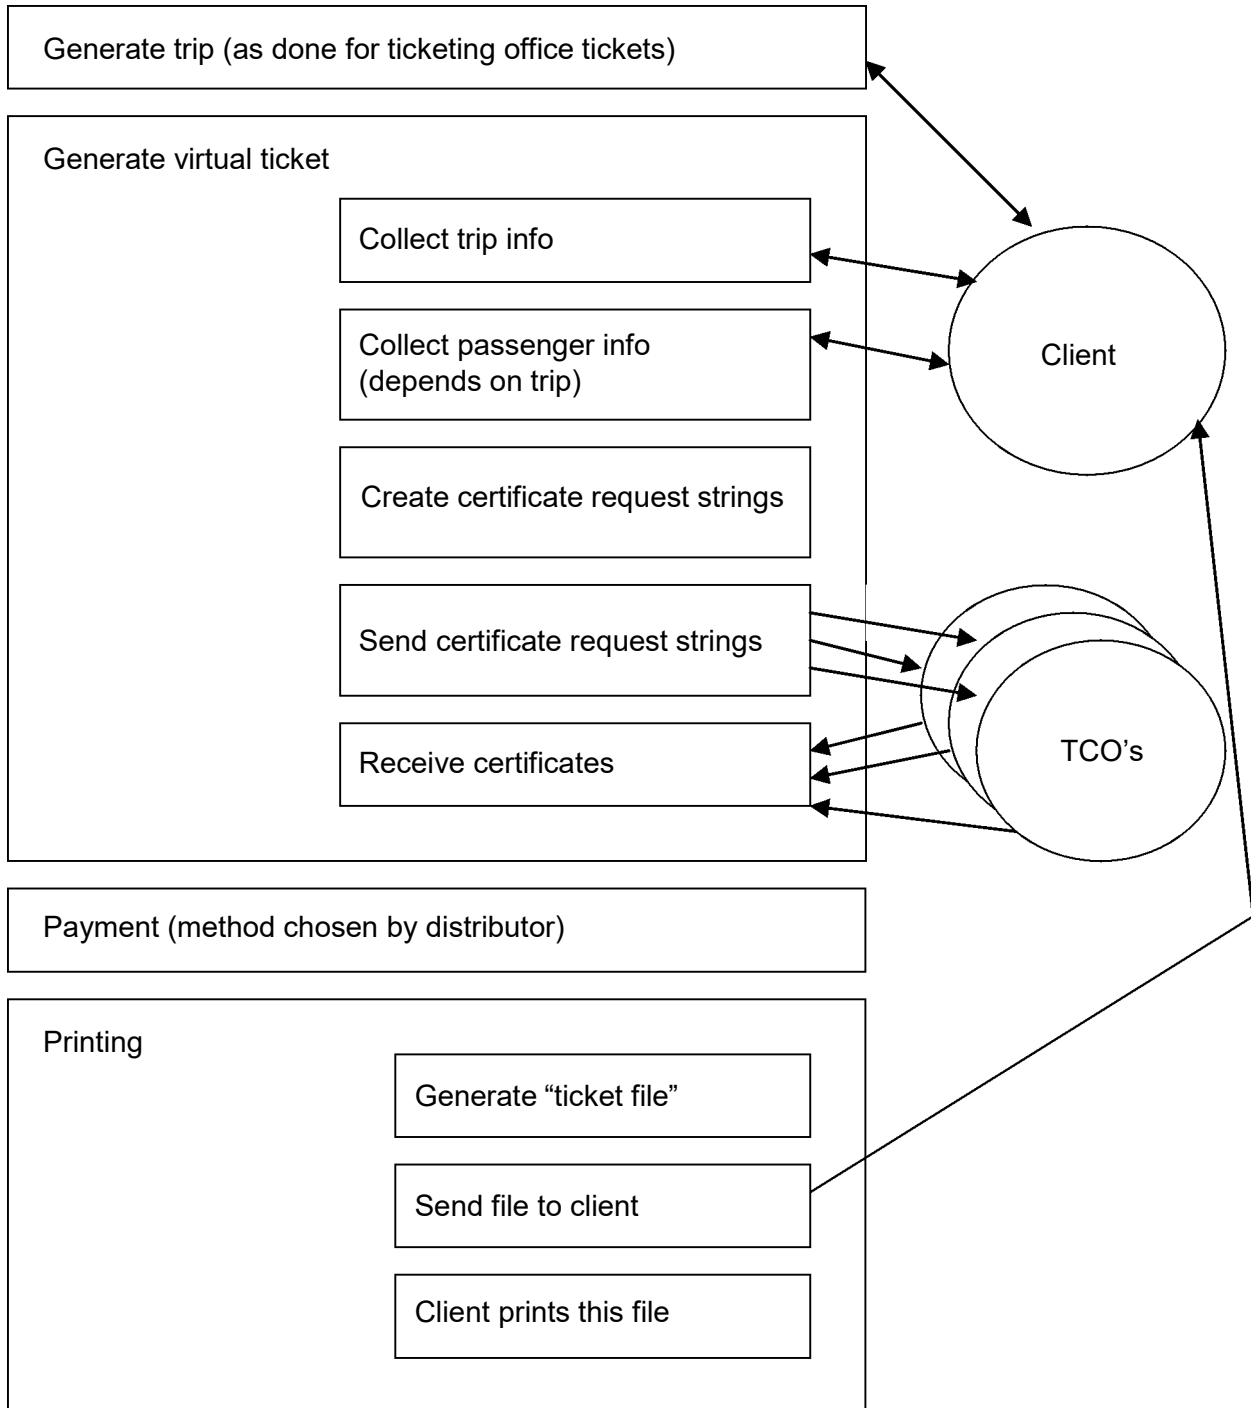 Generate trip (as done for ticketing office tickets)
Generate virtual ticket
Collect trip info
Collect passenger info
(depends on trip)
Client
Create certificate request strings
Send certificate request strings
TCO’s
Receive certificates
Payment (method chosen by distributor)
Printing
Generate “ticket file”
Send file to client
Client prints this file